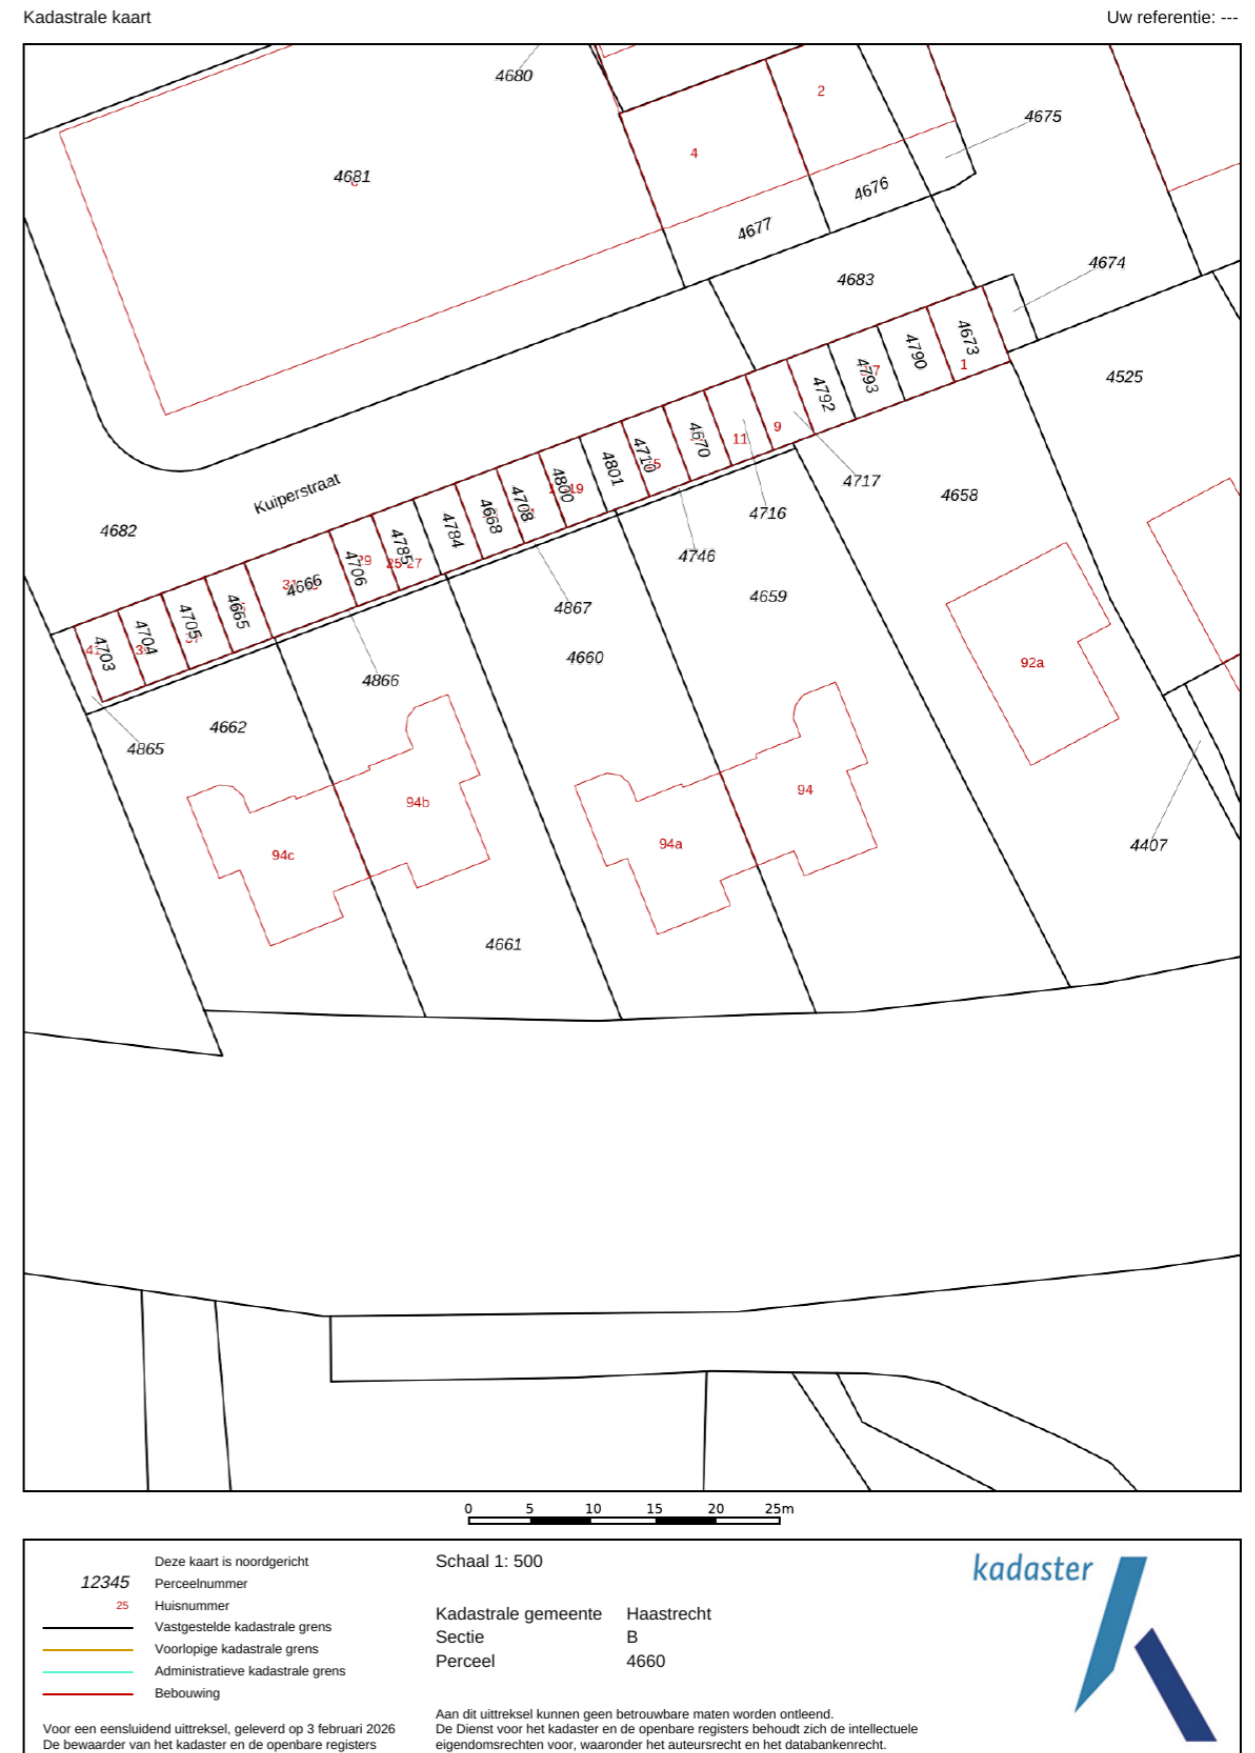 Kadastrale kaart
Uw referentie: ---
4680
2
4675
4
4681
4676
4677
4674
4683
4673
1
4790
4793
4792
4525
9
11
4670
4710
4717
4658
4716
4801
4800
19
4708
4668
4784
4785
25 27
4706
29
4746
Kuiperstraat
4682
4659
4867
4666
4665
4705
4704
4703
4660
4866
4662
4865
92a
94b
94
94a
94c
4407
4661
0 5 10 15 20 25m
Deze kaart is noordgericht
12345 Perceelnummer
25 Huisnummer
Vastgestelde kadastrale grens
Voorlopige kadastrale grens
Administratieve kadastrale grens
Bebouwing
Voor een eensluidend uittreksel, geleverd op 3 februari 2026
De bewaarder van het kadaster en de openbare registers
Schaal 1: 500
Kadastrale gemeente Haastrecht
Sectie B
Perceel 4660
Aan dit uittreksel kunnen geen betrouwbare maten worden ontleend.
De Dienst voor het kadaster en de openbare registers behoudt zich de intellectuele
eigendomsrechten voor, waaronder het auteursrecht en het databankenrecht.
kadaster